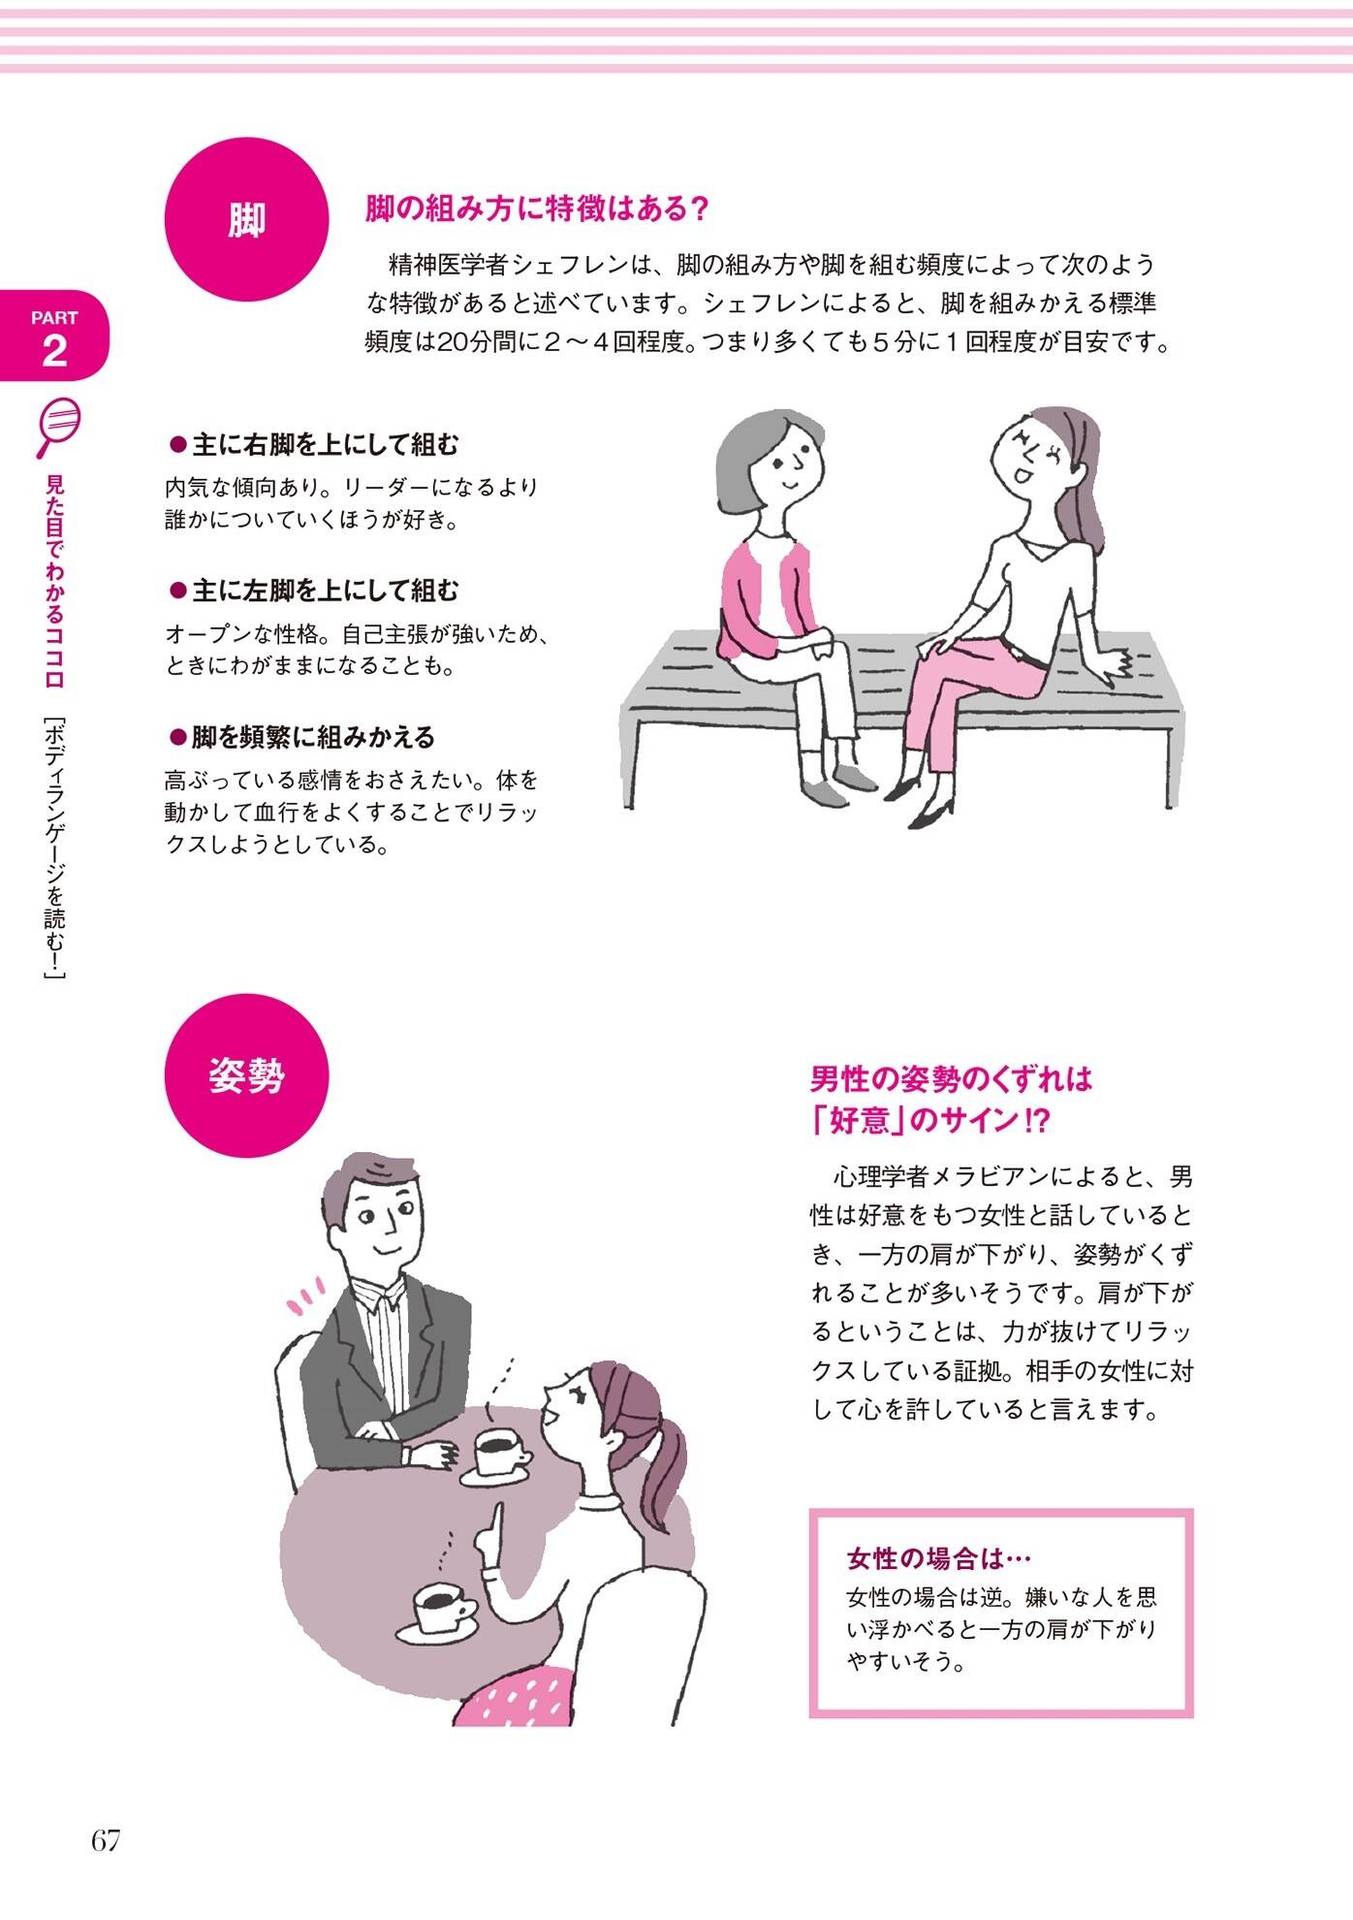 脚
脚の組み方に特徴はある？
精神医学者シェフレンは、脚の組み方や脚を組む頻度によって次のよう
な特徴があると述べています。シェフレンによると、脚を組みかえる標準
頻度は20分間に２～４回程度。つまり多くても５分に１回程度が目安です。
●主に右脚を上にして組む
内気な傾向あり。リーダーになるより
誰かについていくほうが好き。
●主に左脚を上にして組む
オープンな性格。自己主張が強いため、
ときにわがままになることも。
●脚を頻繁に組みかえる
高ぶっている感情をおさえたい。体を
動かして血行をよくすることでリラッ
クスしようとしている。
PART
2
見た目でわかるココロ
［ボディランゲージを読む！］
姿勢
男性の姿勢のくずれは
「好意」のサイン!?
心理学者メラビアンによると、男
性は好意をもつ女性と話していると
き、一方の肩が下がり、姿勢がくず
れることが多いそうです。肩が下が
るということは、力が抜けてリラッ
クスしている証拠。相手の女性に対
して心を許していると言えます。
女性の場合は…
女性の場合は逆。嫌いな人を思
い浮かべると一方の肩が下がり
やすいそう。
67